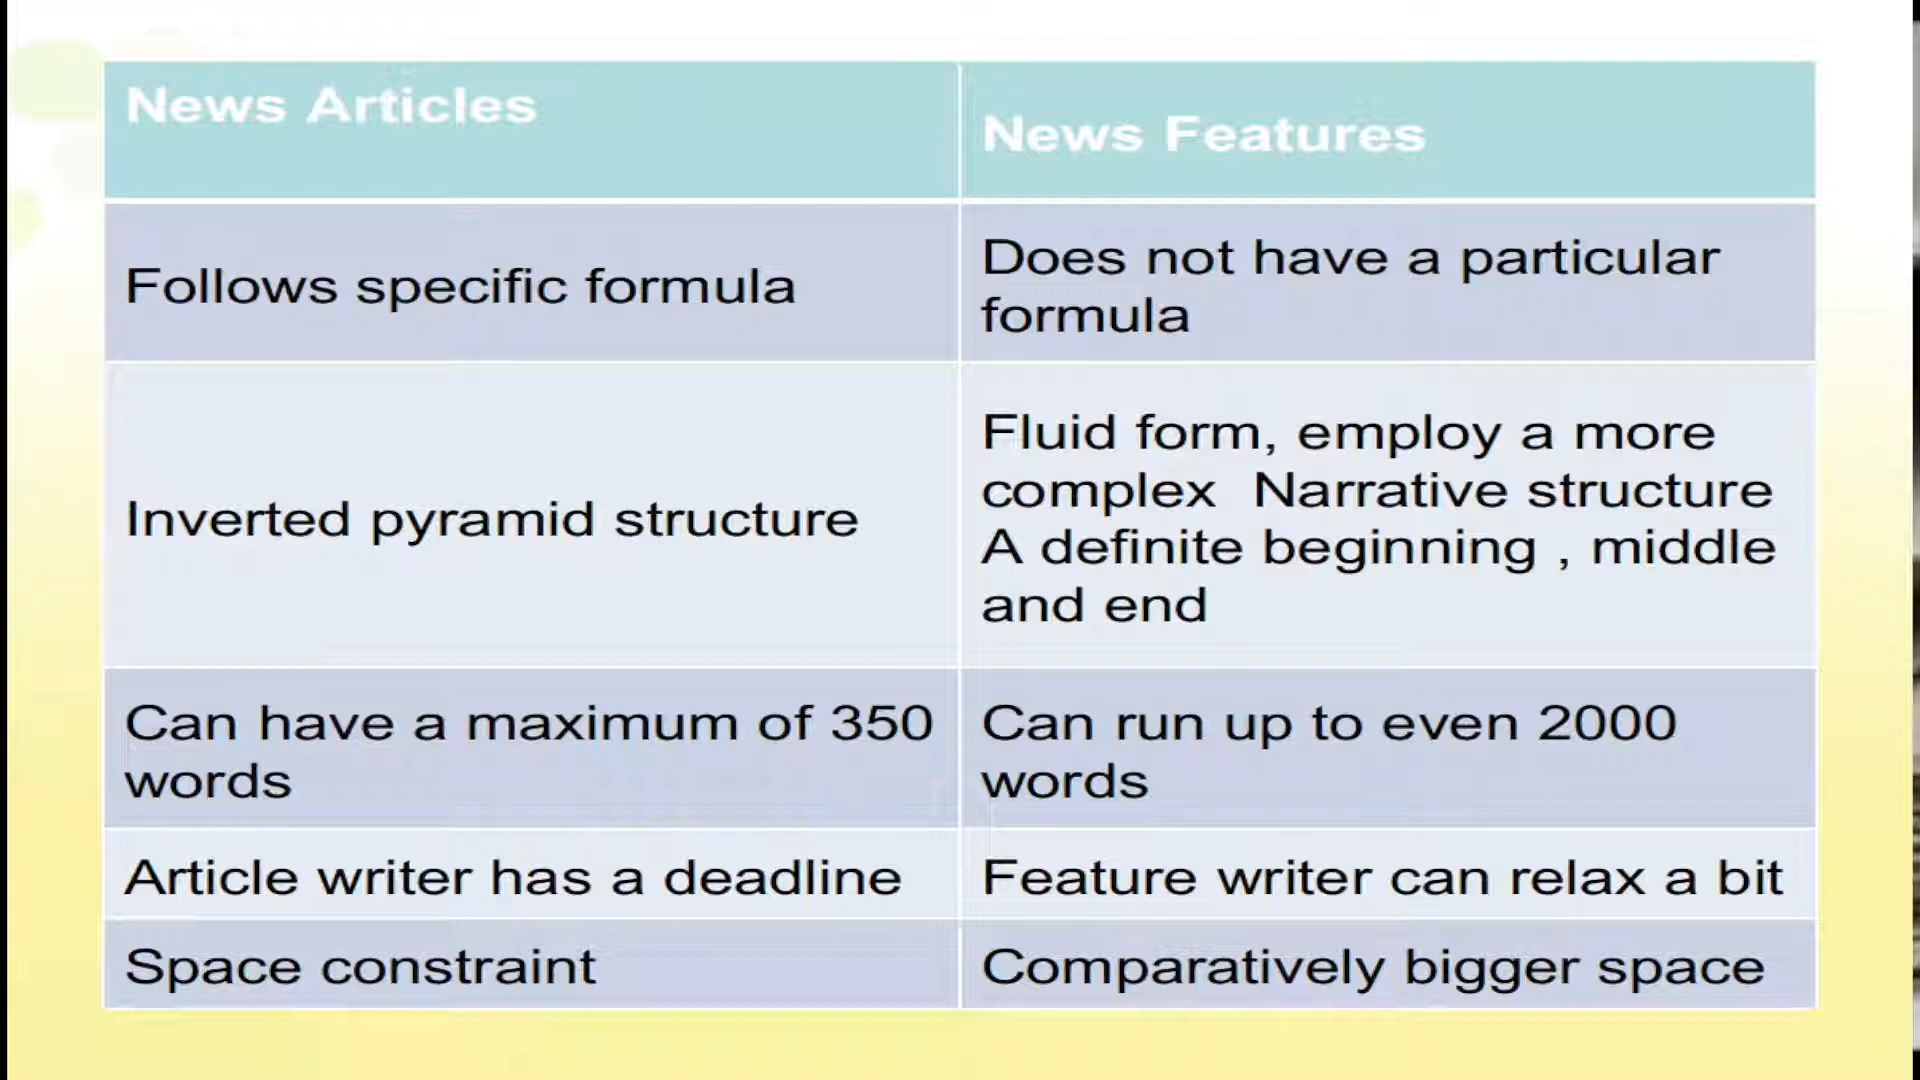 News Articles
News Features
Follows specific formula
Does not have a particular
formula
Inverted pyramid structure
Fluid form, employ a more
complex  Narrative structure
A definite beginning , middle
and end
Can have a maximum of 350
words
Can run up to even 2000
words
Article writer has a deadline
Feature writer can relax a bit
Space constraint
Comparatively bigger space